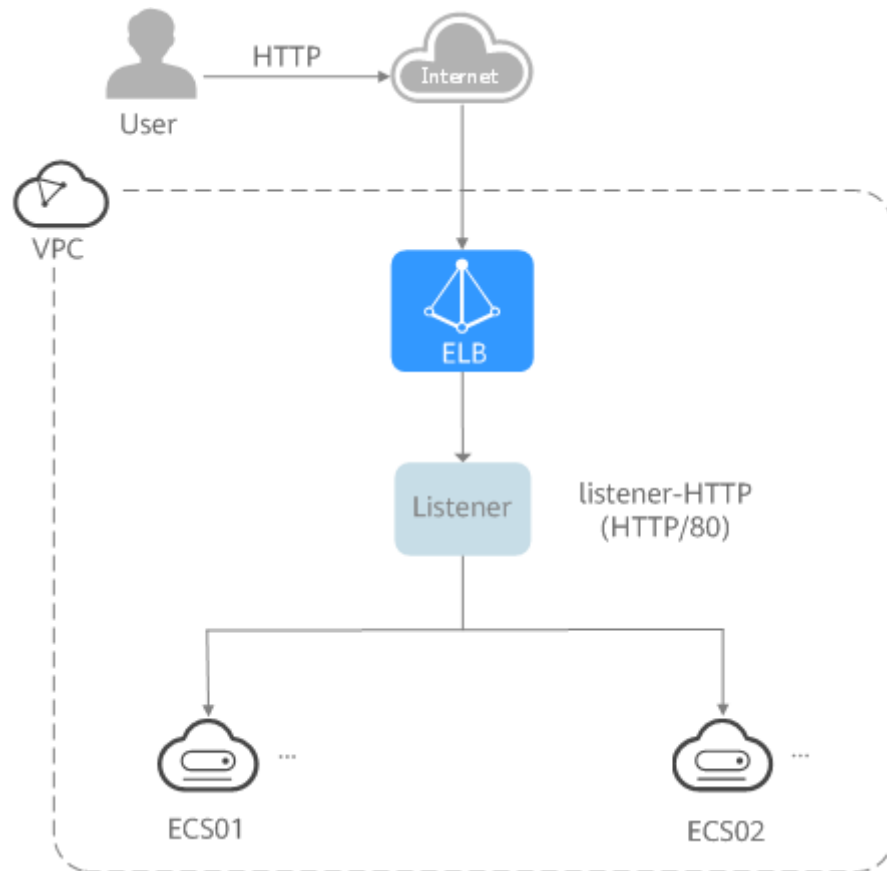 HTTP
Internet
User
VPC
ELB
Listener
listener-HTTP
(HTTP/80)
...
...
ECS01
ECS02